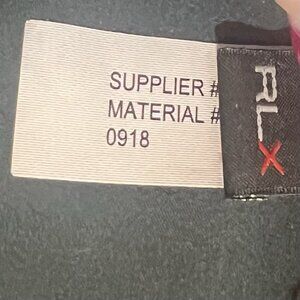 SUPPLIER #
MATERIAL #
0918
RLX